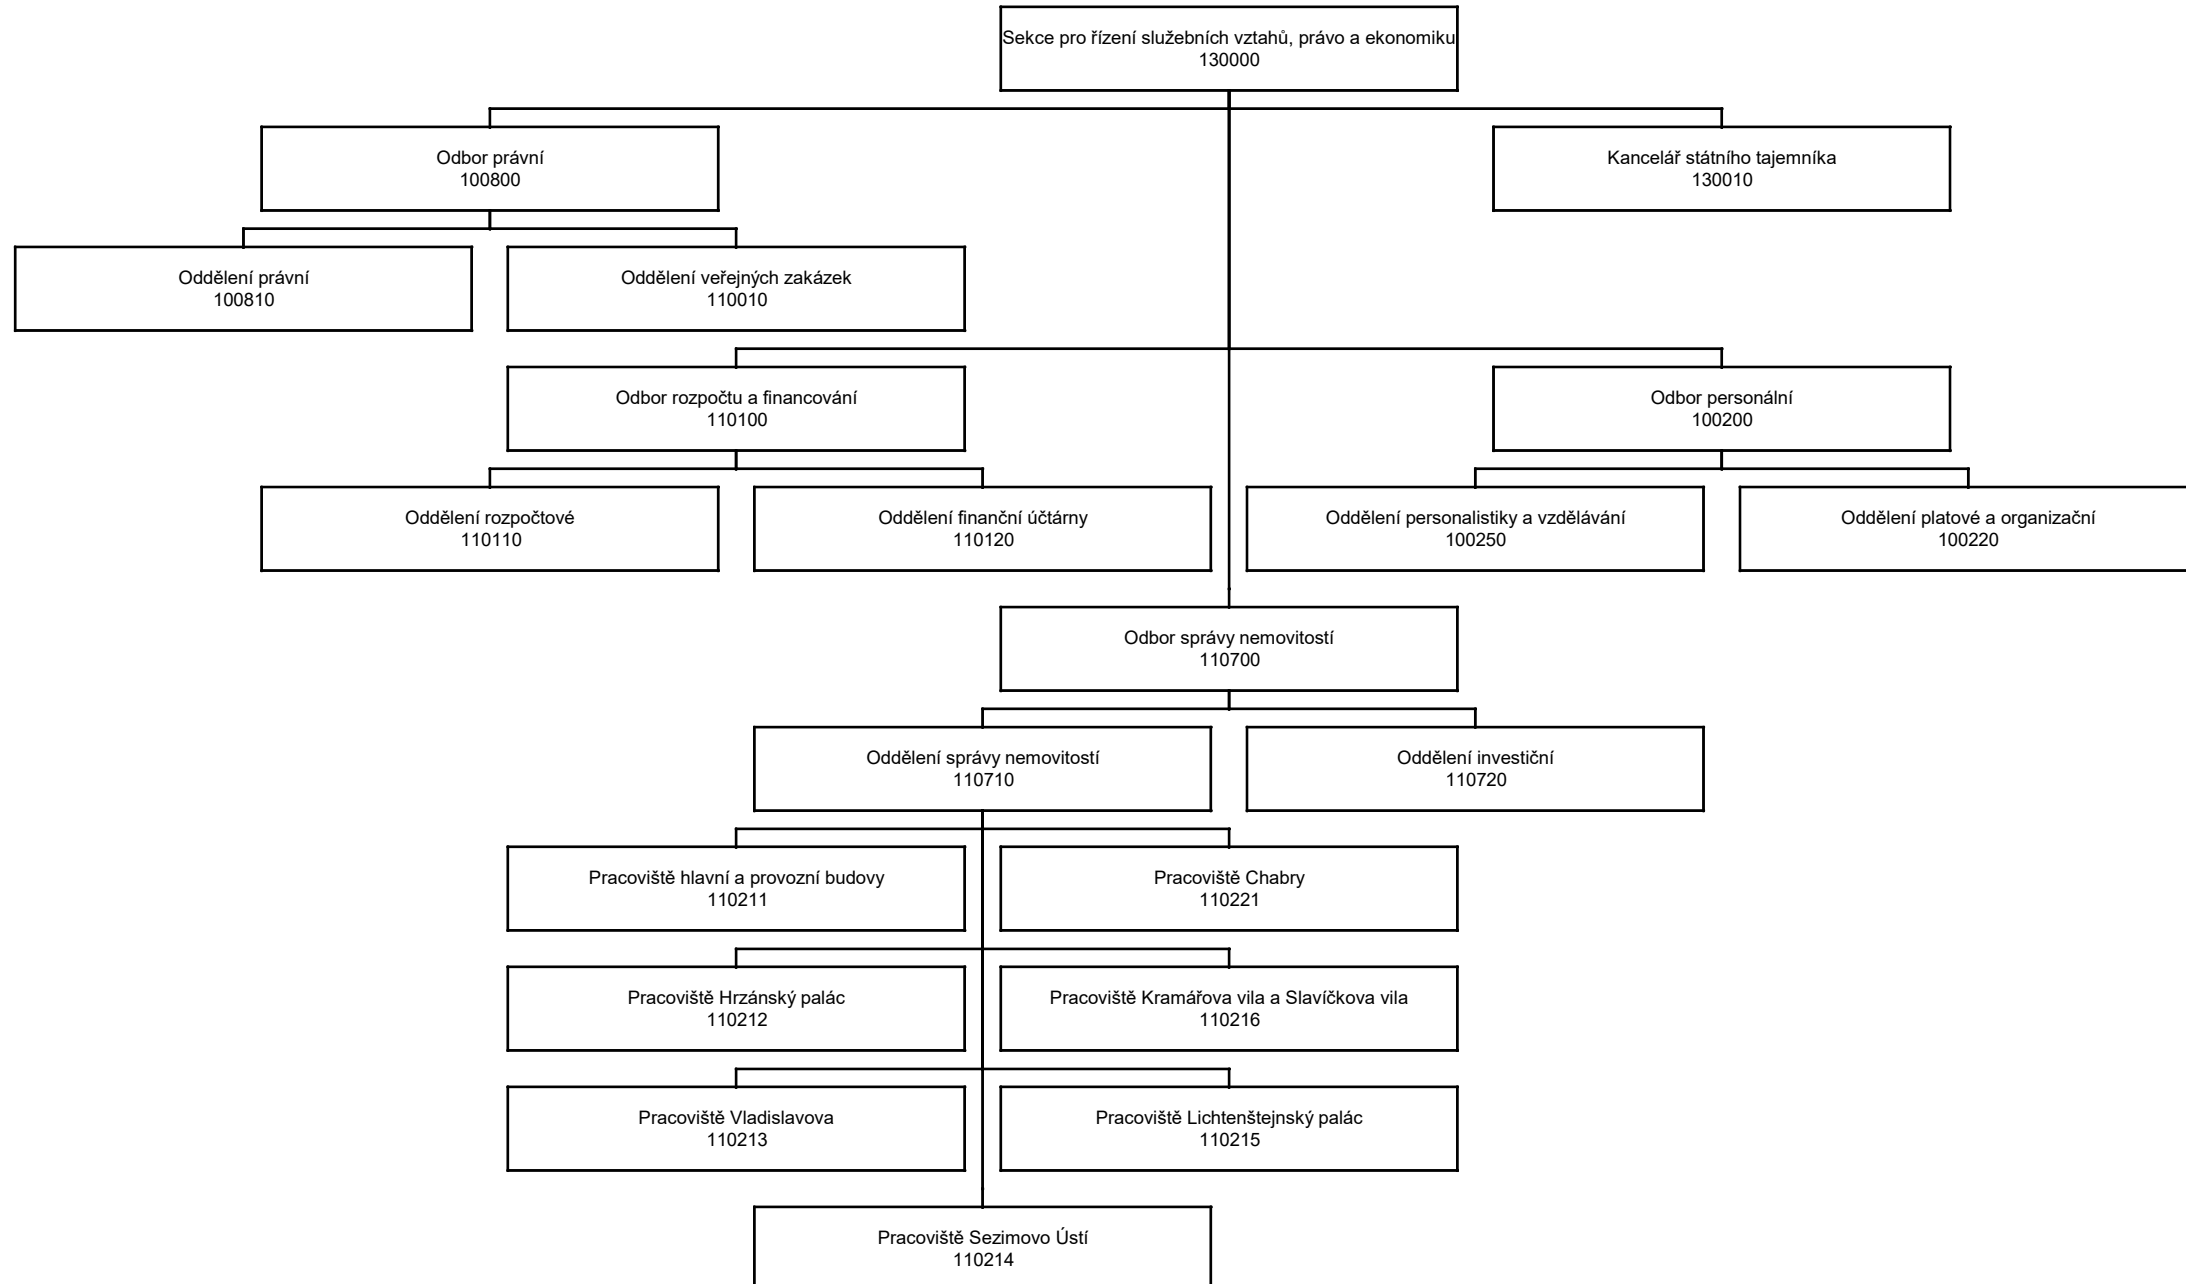 Sekce pro řízení služebních vztahů, právo a ekonomiku
130000
Odbor právní
100800
Kancelář státního tajemníka
130010
Oddělení právní
100810
Oddělení veřejných zakázek
110010
Odbor rozpočtu a financování
110100
Odbor personální
100200
Oddělení rozpočtové
110110
Oddělení finanční účtárny
110120
Oddělení personalistiky a vzdělávání
100250
Oddělení platové a organizační
100220
Odbor správy nemovitostí
110700
Oddělení správy nemovitostí
110710
Oddělení investiční
110720
Pracoviště hlavní a provozní budovy
110211
Pracoviště Chabry
110221
Pracoviště Hrzánský palác
110212
Pracoviště Kramářova vila a Slavíčkova vila
110216
Pracoviště Vladislavova
110213
Pracoviště Lichtenštejnský palác
110215
Pracoviště Sezimovo Ústí
110214